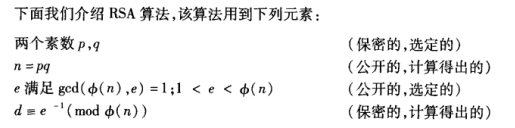 下面我们介绍 RSA 算法,该算法用到下列元素:
两个素数 p,q (保密的,选定的)
n = pq (公开的,计算得出的)
e 满足 gcd(ϕ(n),e) = 1;1 < e < ϕ(n) (公开的,选定的)
d ≡ e⁻¹(mod ϕ(n)) (保密的,计算得出的)